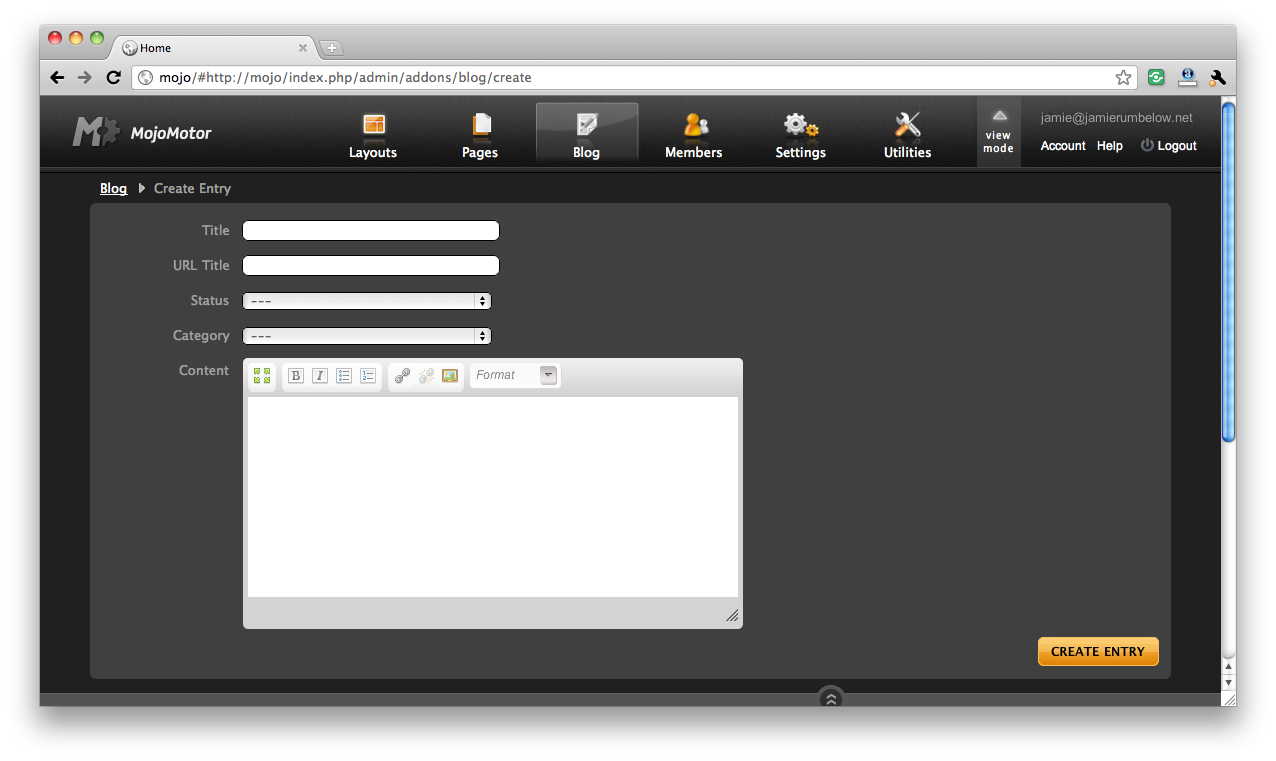 Home
mojo/#http://mojo/index.php/admin/addons/blog/create
MojoMotor
Layouts
Pages
Blog
Members
Settings
Utilities
view
mode
jamie@jamierumbelow.net
Account Help Logout
Blog Create Entry
Title
URL Title
Status ---
Category ---
Content
B I Format
CREATE ENTRY